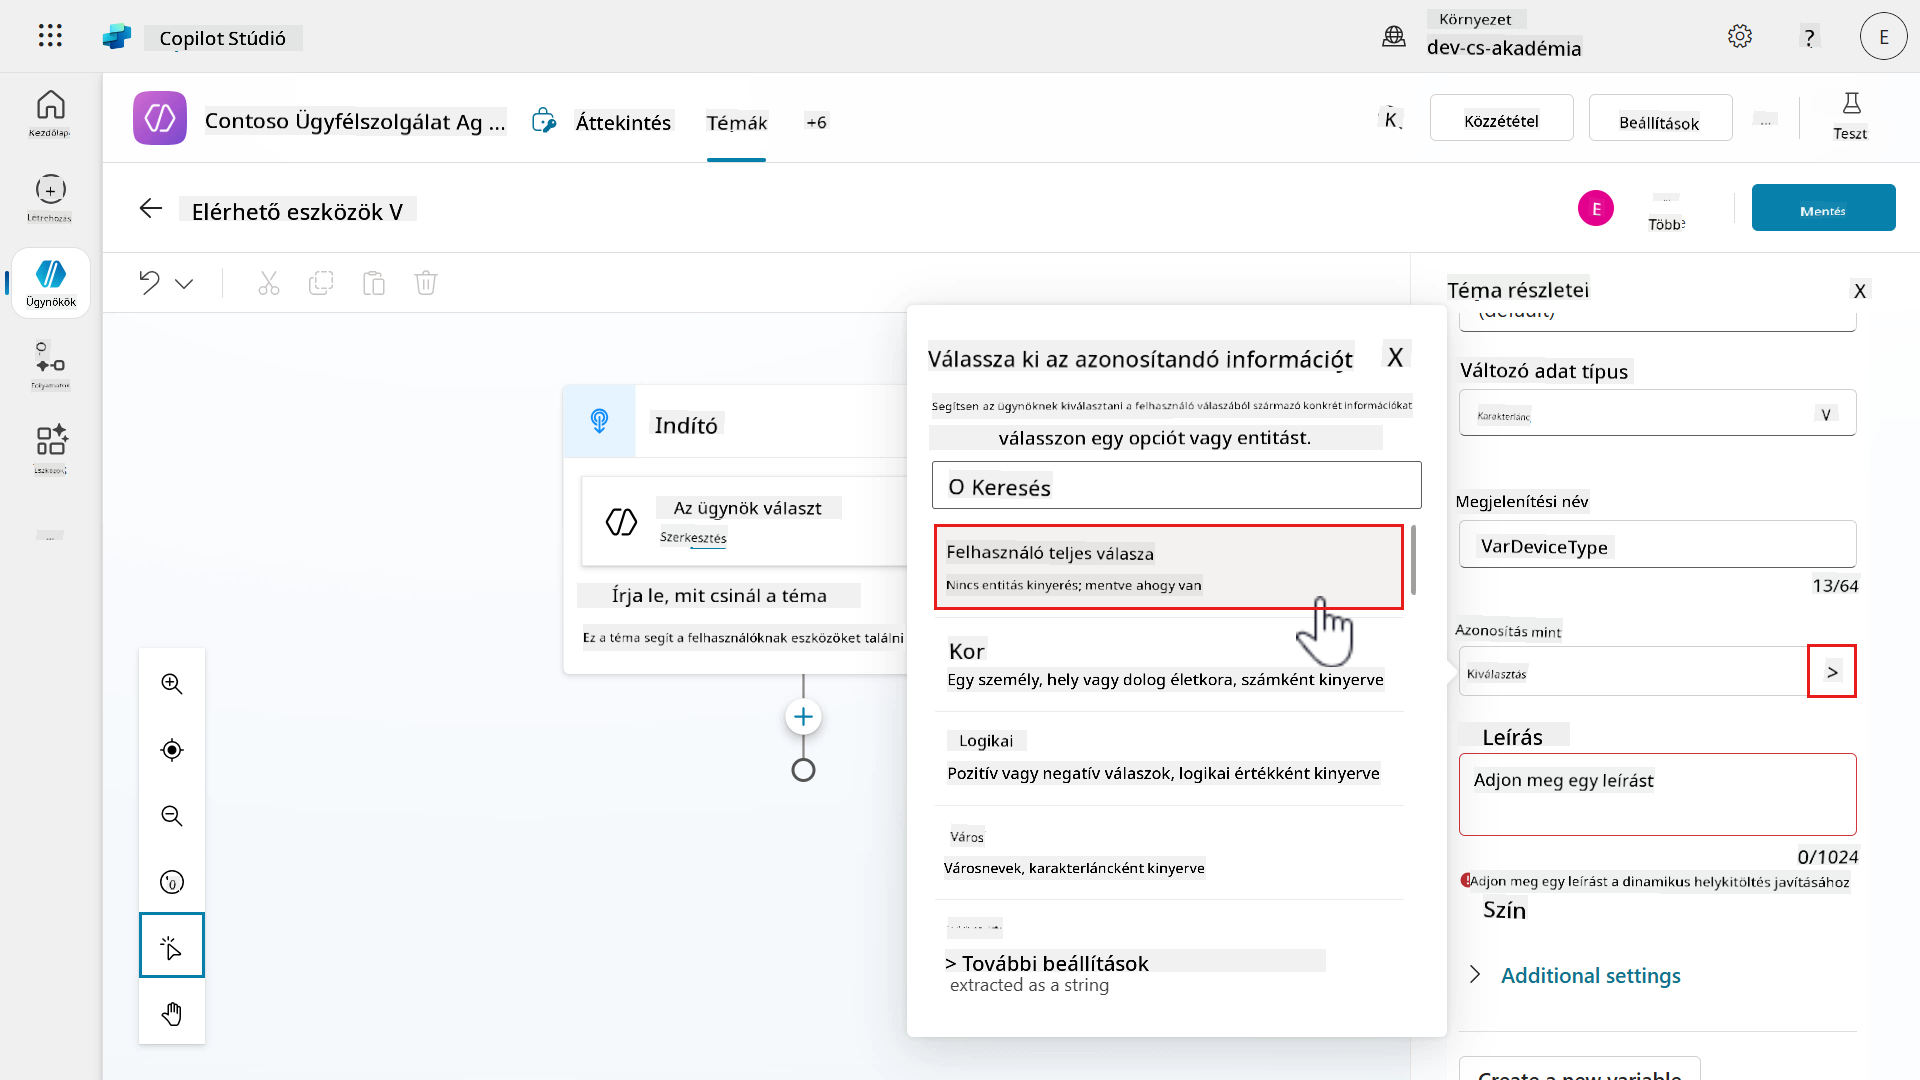 Copilot Stúdió
Környezet
dev-cs-akadémia
?
E
Kezdőlap
Létrehozás
Ügynökök
Folyamatok
Eszközök
Contoso Ügyfélszolgálat Ag ...
Áttekintés
Témák
+6
K
Közzététel
Beállítások
...
Teszt
Elérhető eszközök V
E
...
Több
Mentés
Indító
Az ügynök választ
Szerkesztés
Írja le, mit csinál a téma
Ez a téma segít a felhasználóknak eszközöket találni
Válassza ki az azonosítandó információt
X
Segítsen az ügynöknek kiválasztani a felhasználó válaszából származó konkrét információkat
válasszon egy opciót vagy entitást.
O Keresés
Felhasználó teljes válasza
Nincs entitás kinyerés; mentve ahogy van
Kor
Egy személy, hely vagy dolog életkora, számként kinyerve
Logikai
Pozitív vagy negatív válaszok, logikai értékként kinyerve
Város
Városnevek, karakterláncként kinyerve
> További beállítások
extracted as a string
Téma részletei
X
(default)
Változó adat típus
Karakterlánc
V
Megjelenítési név
VarDeviceType
13/64
Azonosítás mint
Kiválasztás
>
Leírás
Adjon meg egy leírást
0/1024
Adjon meg egy leírást a dinamikus helykitöltés javításához
Szín
Additional settings
Create a new variable